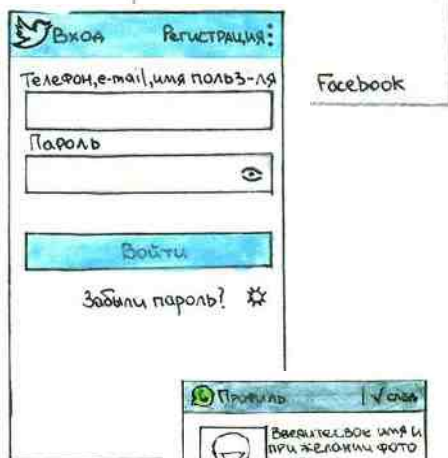 Вход Регистрация
Телефон,e-mail,имя польз-ля
Пароль
Войти
Забыли пароль?
Facebook
Профиль √ след
Введите свое имя и
при желании фото